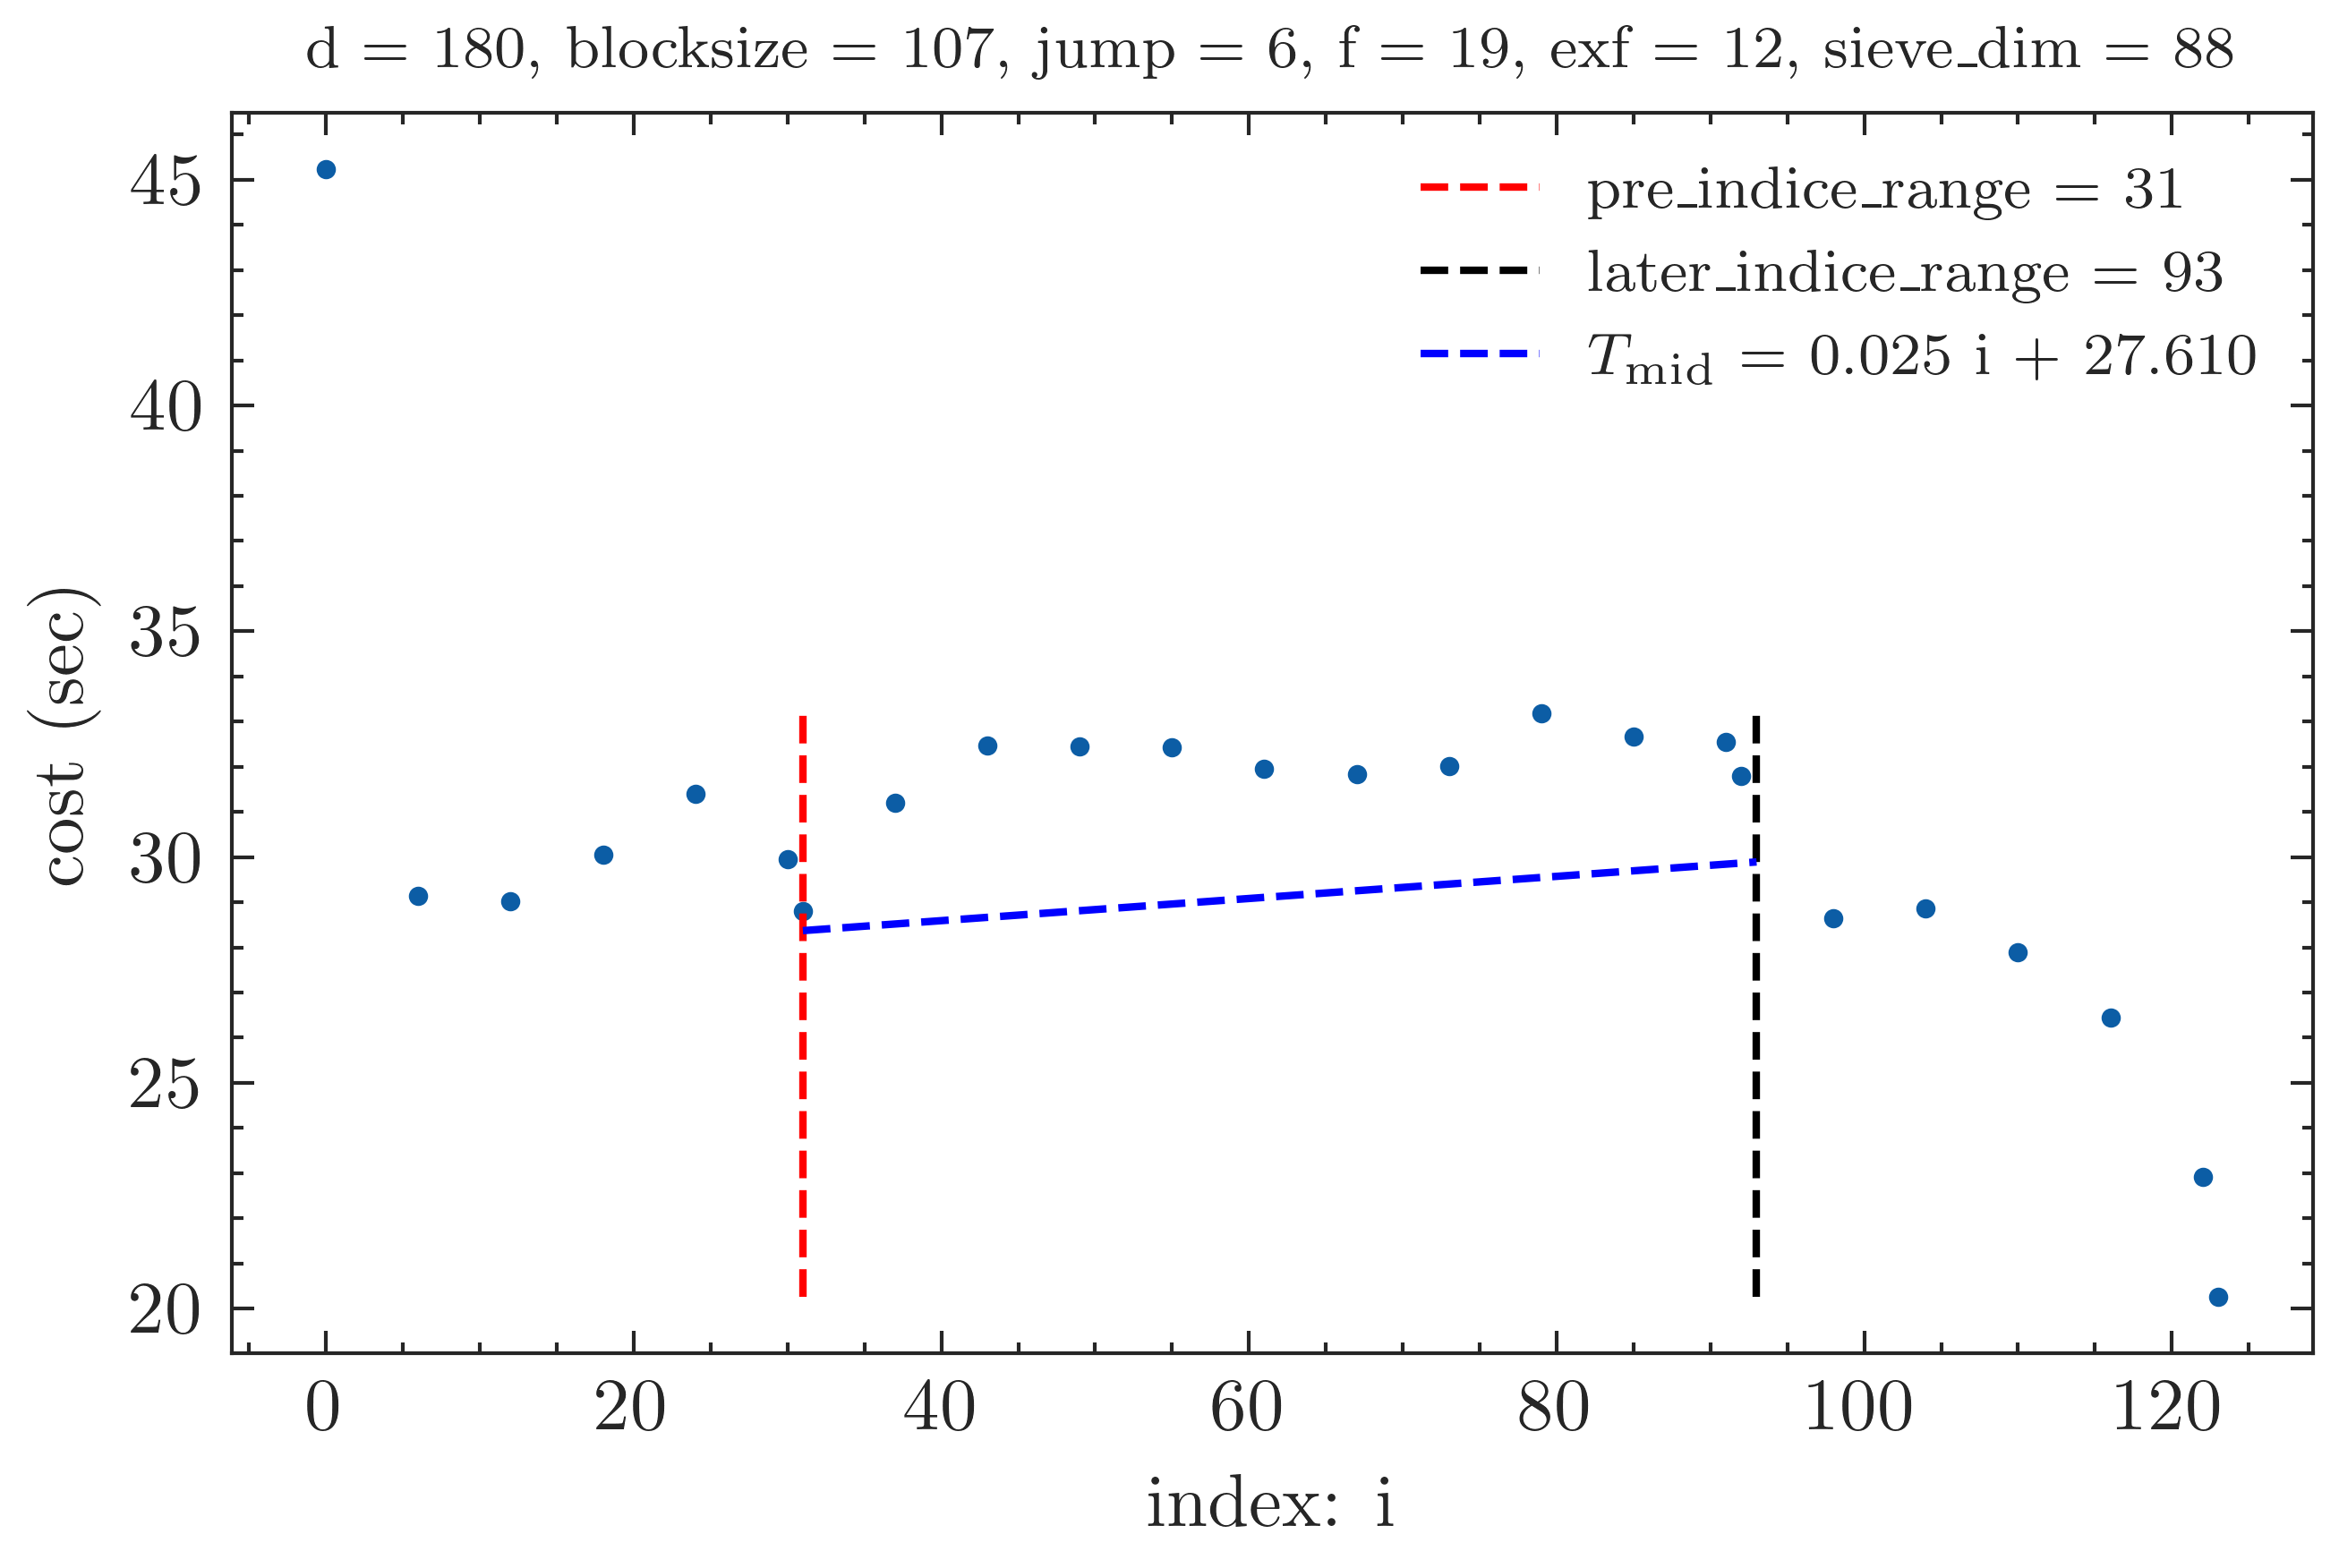 d = 180, blocksize = 107, jump = 6, f = 19, exf = 12, sieve_dim = 88
pre_indice_range = 31
later_indice_range = 93
T_mid = 0.025 i + 27.610
cost (sec)
45
40
35
30
25
20
0 20 40 60 80 100 120
index: i